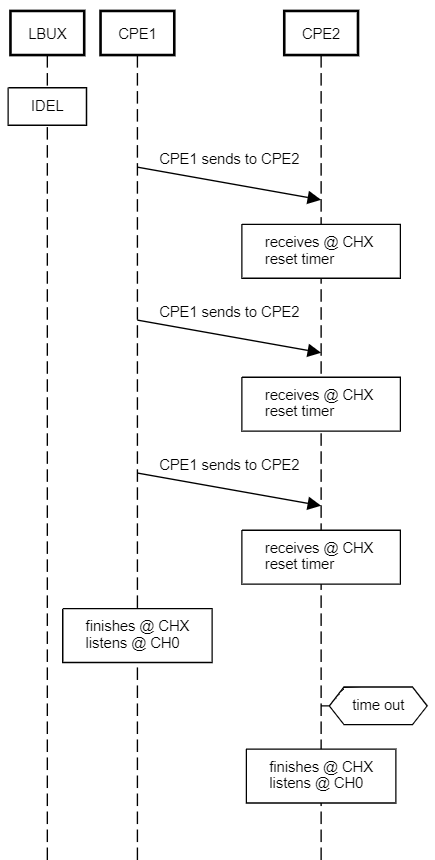 LBUX
CPE1
CPE2
IDEL
CPE1 sends to CPE2
receives @ CHX
reset timer
CPE1 sends to CPE2
receives @ CHX
reset timer
CPE1 sends to CPE2
receives @ CHX
reset timer
finishes @ CHX
listens @ CH0
time out
finishes @ CHX
listens @ CH0